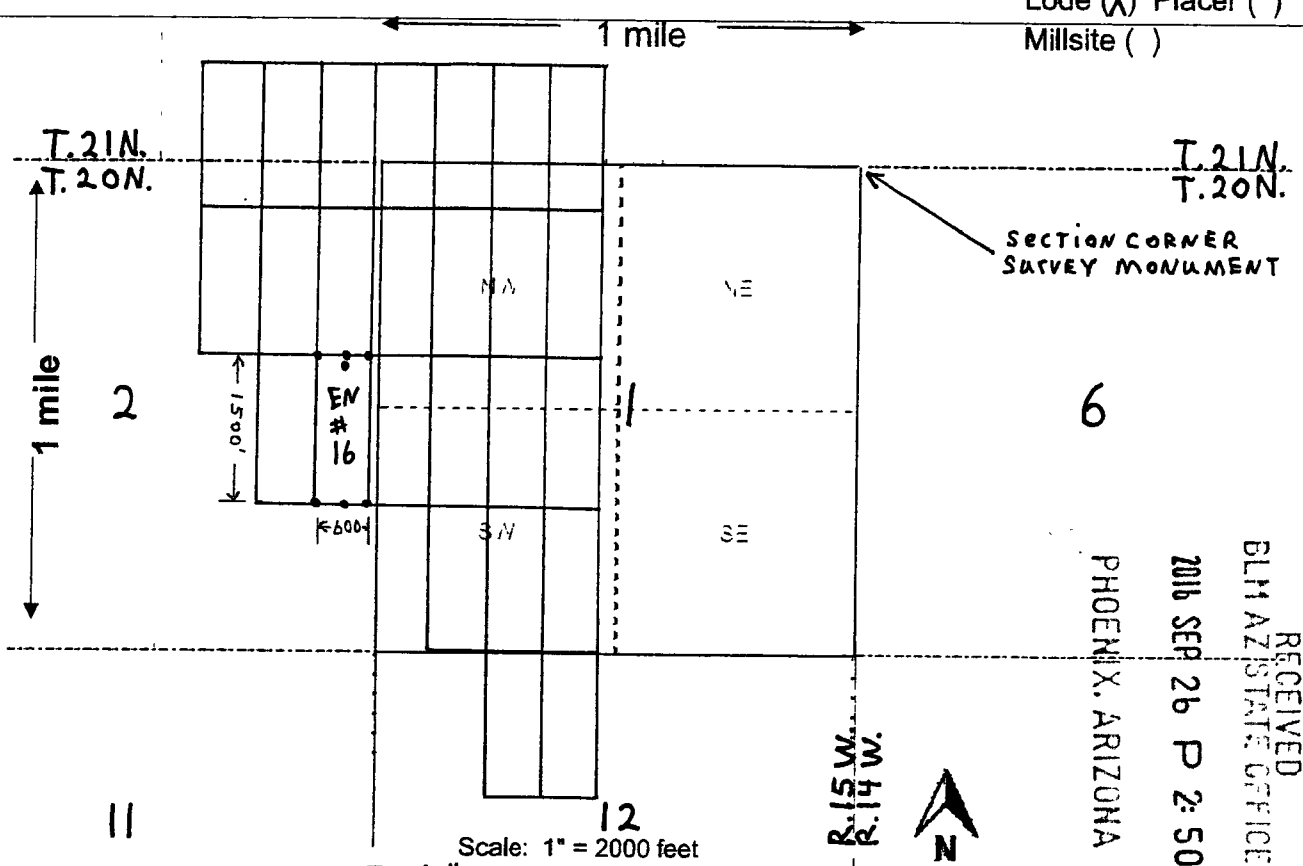 Lode (X) Placer ( )
1 mile
Millsite ( )
T.21N.
T.20N.
T.21N.
T.20N.
SECTION CORNER
SURVEY MONUMENT
NW
NE
1 mile
2
1500'
EN
#
16
1
6
600
SW
SE
RECEIVED
BLM AZ STATE OFFICE
2016 SEP 26 P 2:50
PHOENIX, ARIZONA
R.15W.
R.14W.
11
12
N
Scale: 1" = 2000 feet